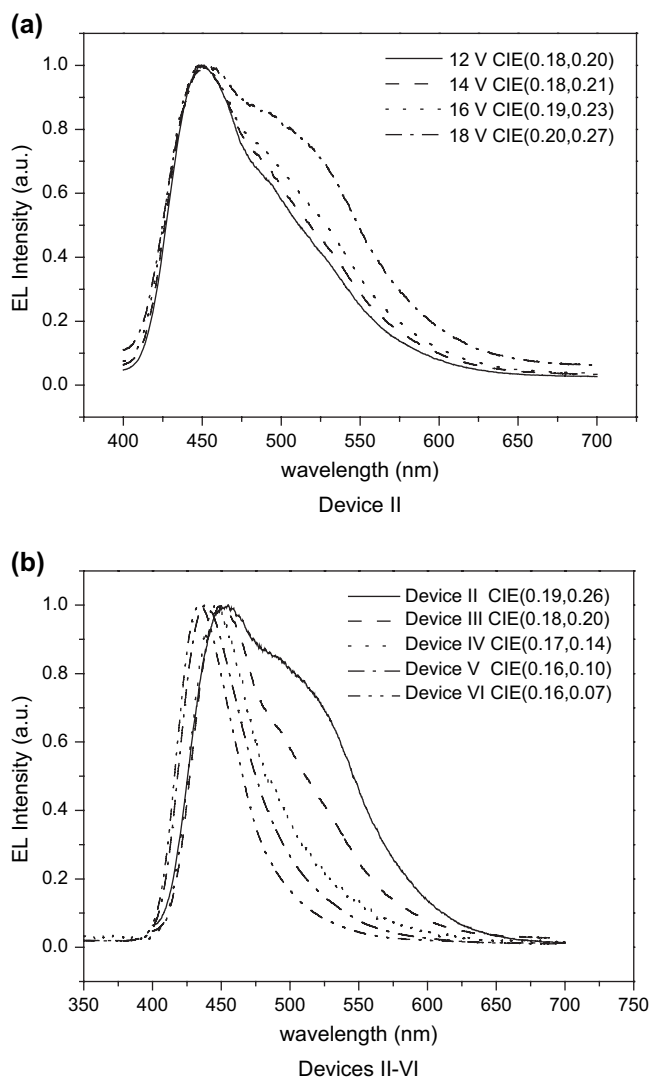 (a)
12 V CIE(0.18,0.20)
14 V CIE(0.18,0.21)
16 V CIE(0.19,0.23)
18 V CIE(0.20,0.27)
EL Intensity (a.u.)
1.0
0.8
0.6
0.4
0.2
0.0
400 450 500 550 600 650 700
wavelength (nm)
Device II
(b)
Device II CIE(0.19,0.26)
Device III CIE(0.18,0.20)
Device IV CIE(0.17,0.14)
Device V CIE(0.16,0.10)
Device VI CIE(0.16,0.07)
EL Intensity (a.u.)
1.0
0.8
0.6
0.4
0.2
0.0
350 400 450 500 550 600 650 700 750
wavelength (nm)
Devices II-VI